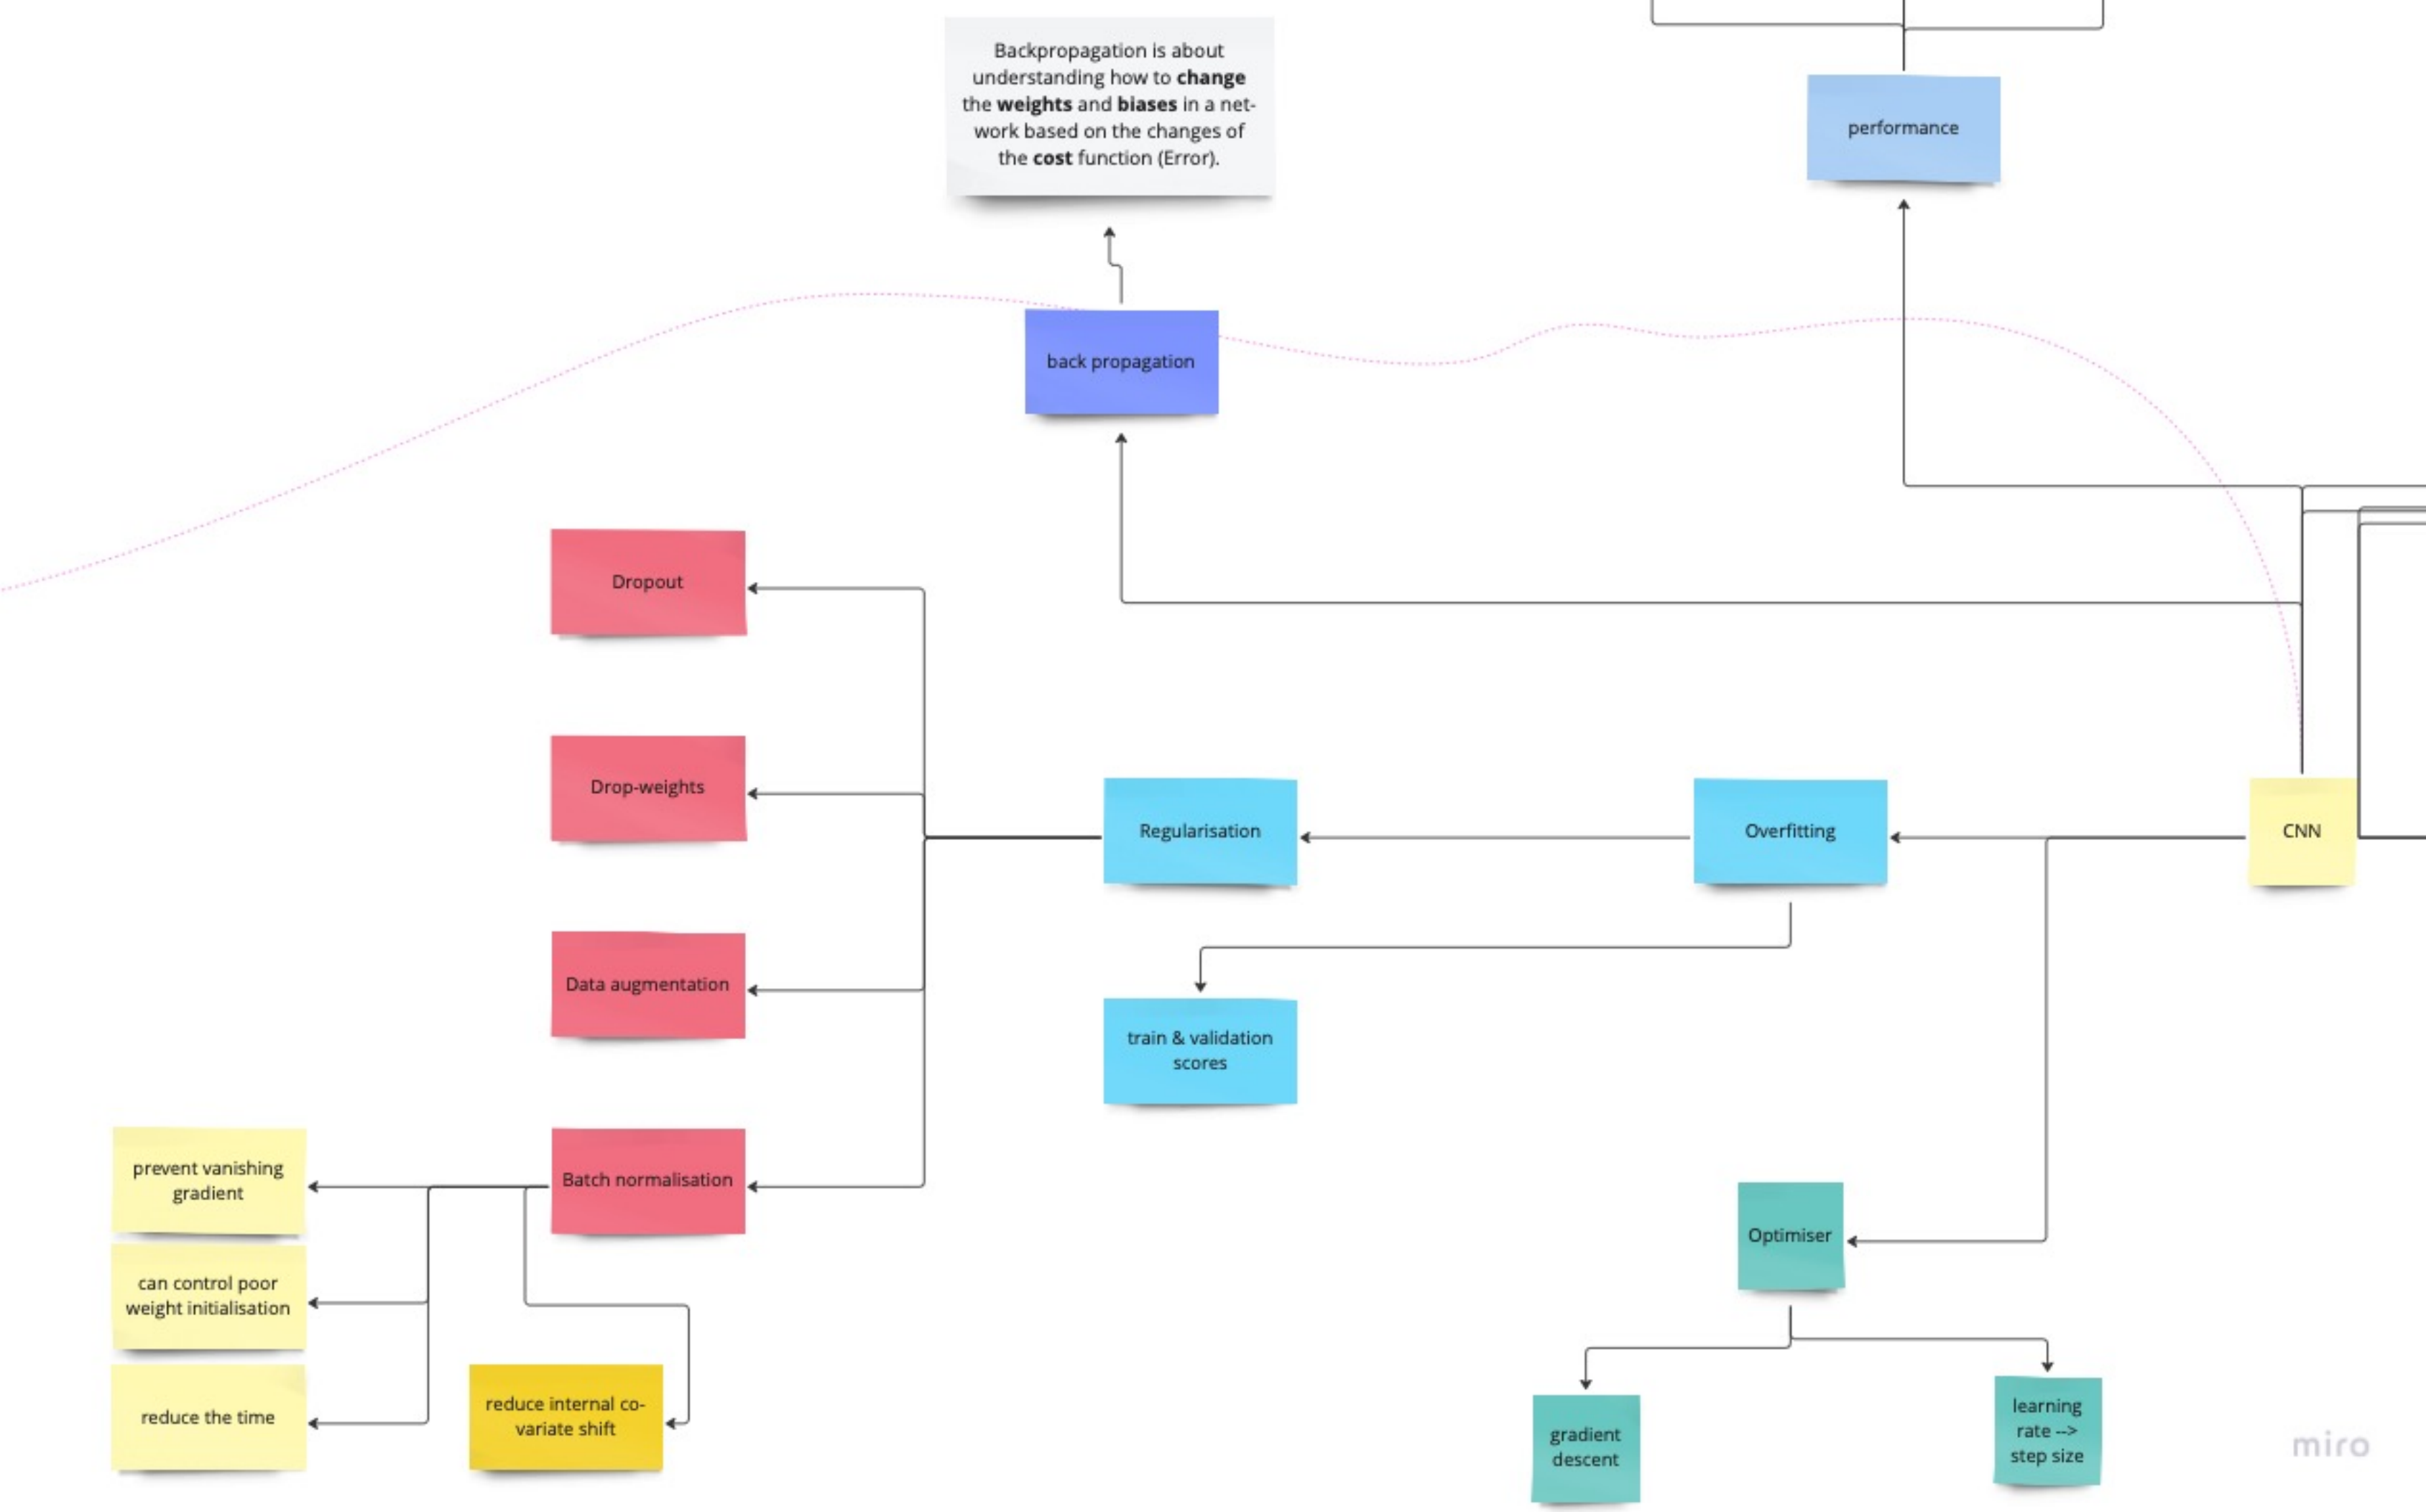 Backpropagation is about
understanding how to change
the weights and biases in a net-
work based on the changes of
the cost function (Error).
performance
back propagation
Dropout
Drop-weights
Regularisation
Overfitting
CNN
Data augmentation
train & validation
scores
prevent vanishing
gradient
Batch normalisation
Optimiser
can control poor
weight initialisation
reduce the time
reduce internal co-
variate shift
gradient
descent
learning
rate -->
step size
miro